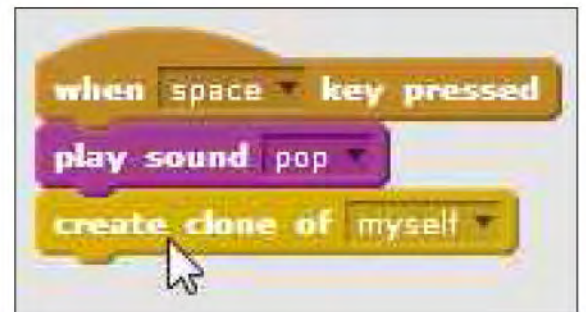 when space key pressed
play sound pop
create clone of myself